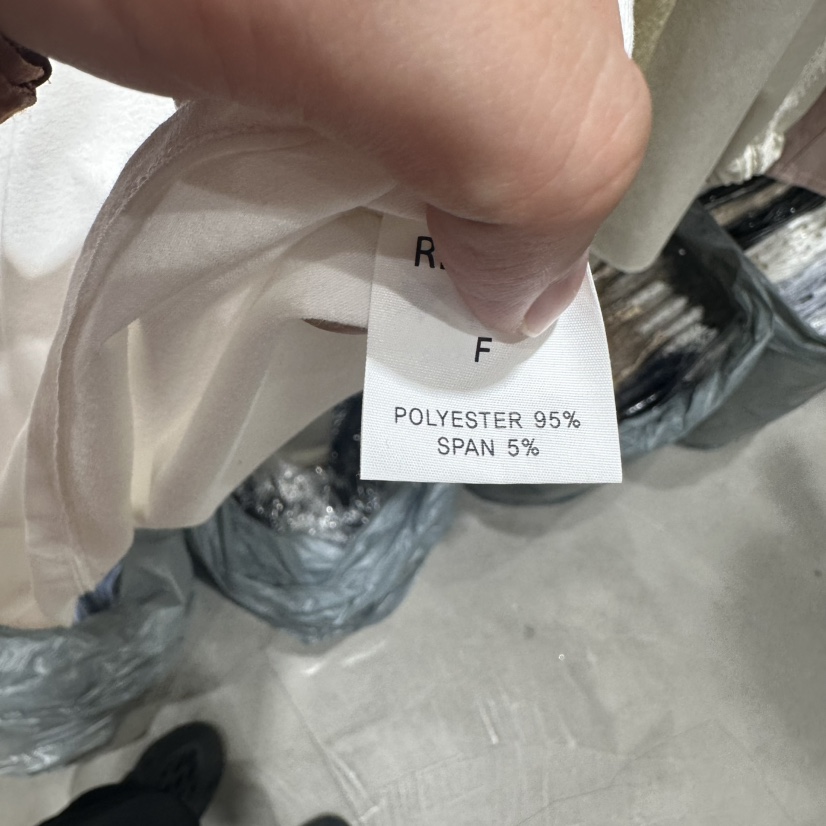 F
POLYESTER 95%
SPAN 5%